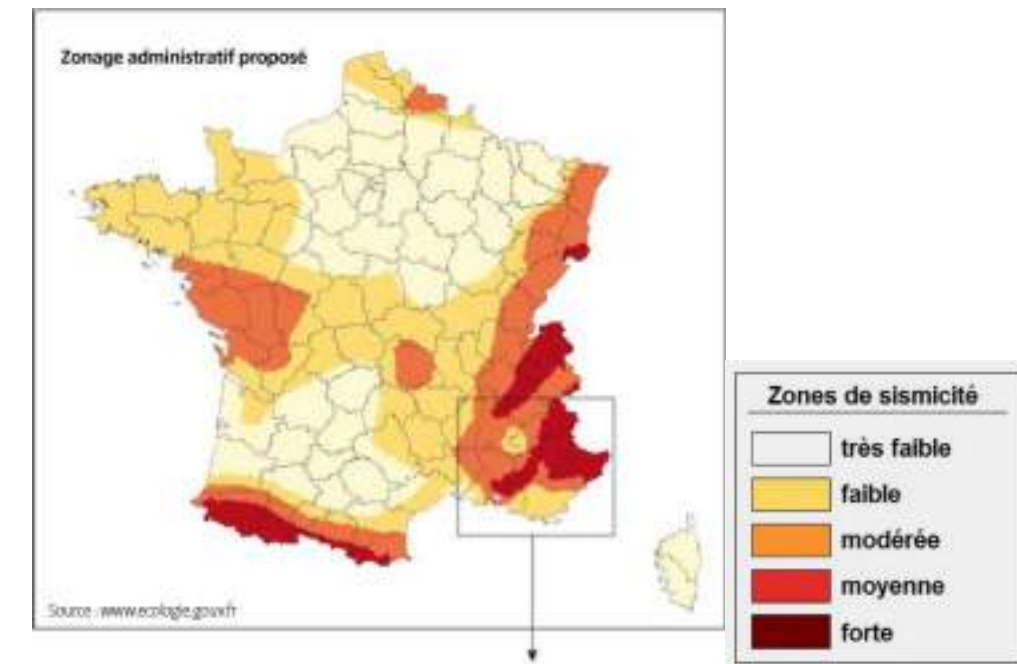 Zonage administratif proposé
Source : www.ecologie.gouv.fr
Zones de sismicité
très faible
faible
modérée
moyenne
forte